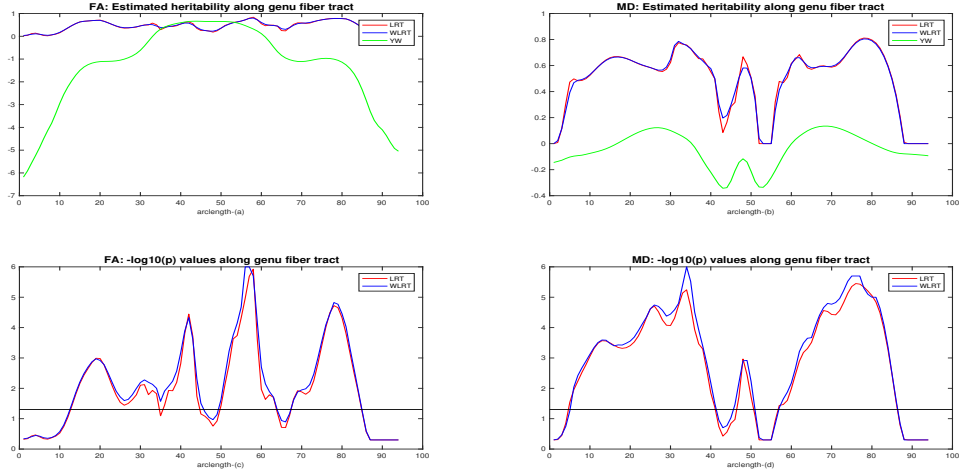 FA: Estimated heritability along genu fiber tract
LRT
WLRT
YW
1
0
-1
-2
-3
-4
-5
-6
-7
0 10 20 30 40 50 60 70 80 90 100
arclength-(a)
MD: Estimated heritability along genu fiber tract
LRT
WLRT
YW
1
0.8
0.6
0.4
0.2
0
-0.2
-0.4
0 10 20 30 40 50 60 70 80 90 100
arclength-(b)
FA: -log10(p) values along genu fiber tract
LRT
WLRT
6
5
4
3
2
1
0
0 10 20 30 40 50 60 70 80 90 100
arclength-(c)
MD: -log10(p) values along genu fiber tract
LRT
WLRT
6
5
4
3
2
1
0
0 10 20 30 40 50 60 70 80 90 100
arclength-(d)